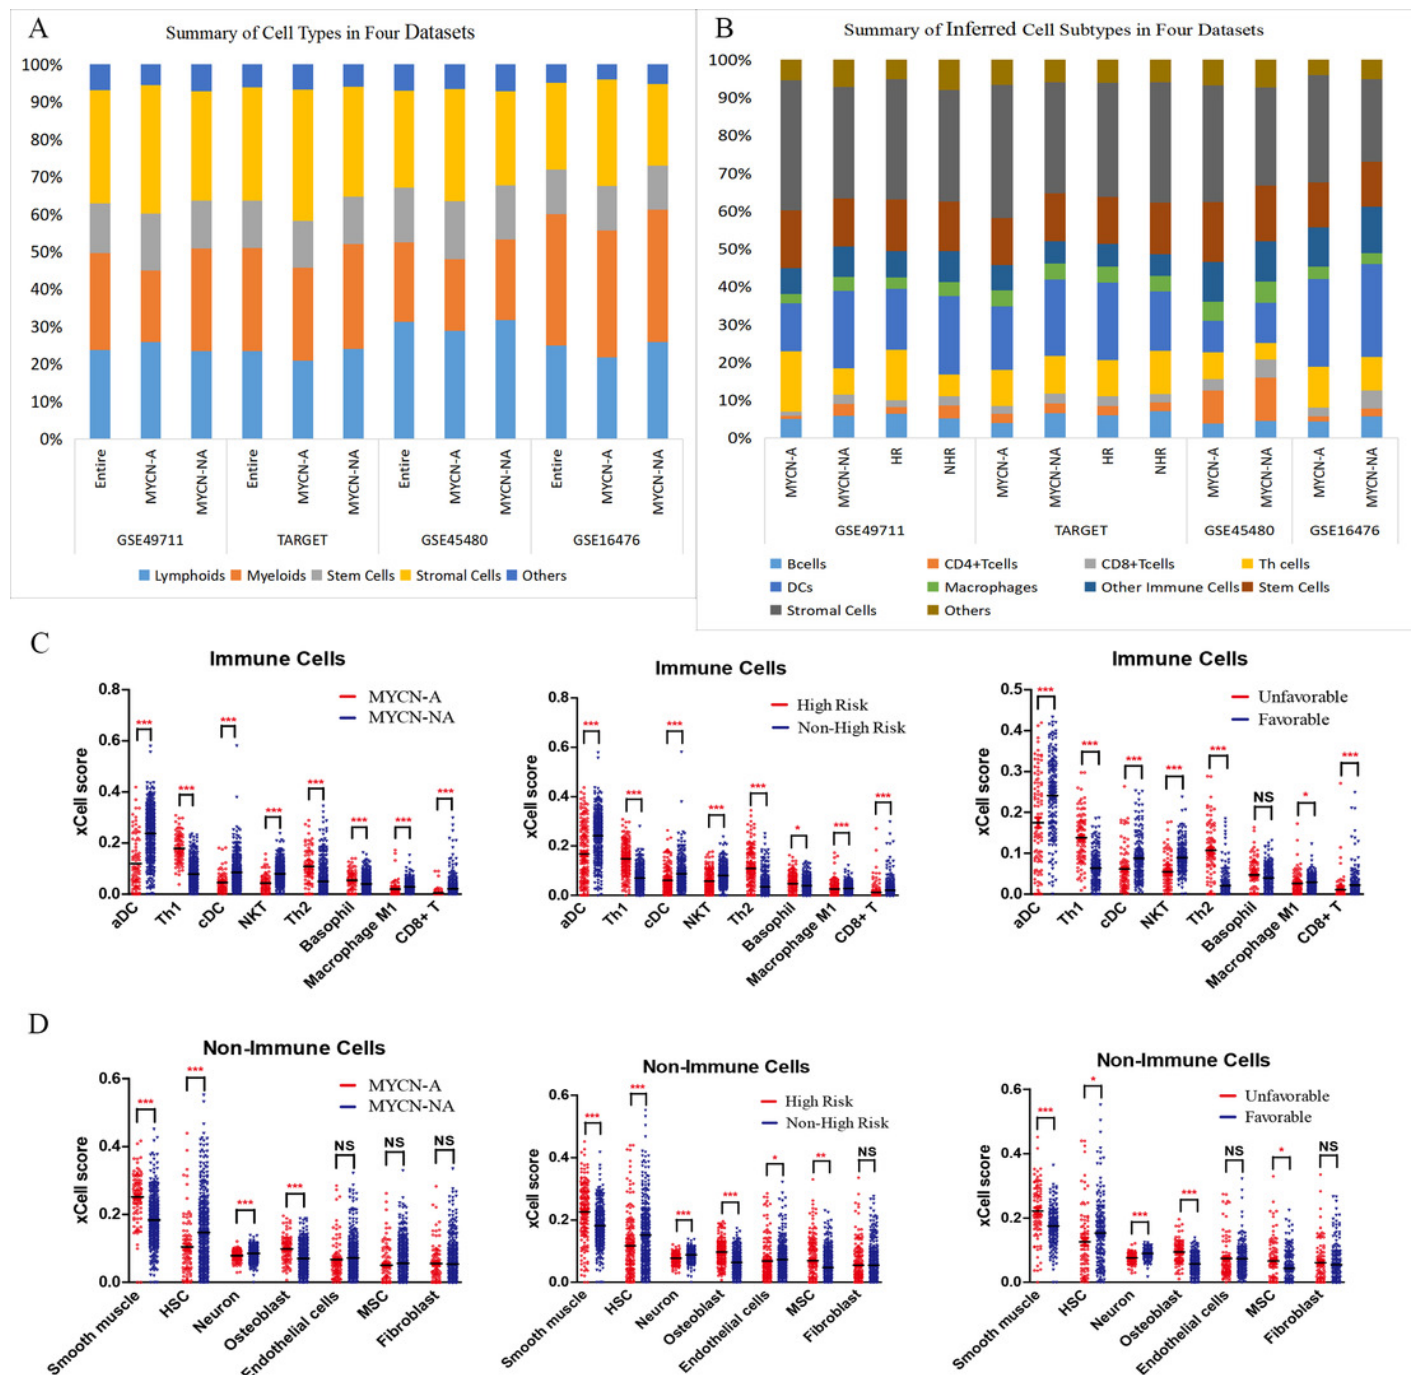 A
Summary of Cell Types in Four Datasets
100%
90%
80%
70%
60%
50%
40%
30%
20%
10%
0%
Entire
MYCN-A
MYCN-NA
Entire
MYCN-A
MYCN-NA
Entire
MYCN-A
MYCN-NA
Entire
MYCN-A
MYCN-NA
GSE49711
TARGET
GSE45480
GSE16476
Lymphoids Myeloids Stem Cells Stromal Cells Others
B
Summary of Inferred Cell Subtypes in Four Datasets
100%
90%
80%
70%
60%
50%
40%
30%
20%
10%
0%
MYCN-A
MYCN-NA
HR
NHR
MYCN-A
MYCN-NA
HR
NHR
MYCN-A
MYCN-NA
MYCN-A
MYCN-NA
GSE49711
TARGET
GSE45480
GSE16476
Bcells CD4+Tcells CD8+Tcells Th cells
DCs Macrophages Other Immune Cells Stem Cells
Stromal Cells Others
C
Immune Cells
MYCN-A
MYCN-NA
xCell score
0.8
0.6
0.4
0.2
0.0
*** *** *** *** *** *** *** ***
aDC
Th1
cDC
NKT
Th2
Basophil
Macrophage M1
CD8+ T
Immune Cells
High Risk
Non-High Risk
xCell score
0.8
0.6
0.4
0.2
0.0
*** *** *** *** *** * *** ***
aDC
Th1
cDC
NKT
Th2
Basophil
Macrophage M1
CD8+ T
Immune Cells
Unfavorable
Favorable
xCell score
0.5
0.4
0.3
0.2
0.1
0.0
*** *** *** *** *** NS * ***
aDC
Th1
cDC
NKT
Th2
Basophil
Macrophage M1
CD8+ T
D
Non-Immune Cells
MYCN-A
MYCN-NA
xCell score
0.6
0.4
0.2
0.0
*** *** *** *** NS NS NS
Smooth muscle
HSC
Neuron
Osteoblast
Endothelial cells
MSC
Fibroblast
Non-Immune Cells
High Risk
Non-High Risk
xCell score
0.6
0.4
0.2
0.0
*** *** *** *** * ** NS
Smooth muscle
HSC
Neuron
Osteoblast
Endothelial cells
MSC
Fibroblast
Non-Immune Cells
Unfavorable
Favorable
xCell score
0.6
0.4
0.2
0.0
*** * *** *** NS * NS
Smooth muscle
HSC
Neuron
Osteoblast
Endothelial cells
MSC
Fibroblast